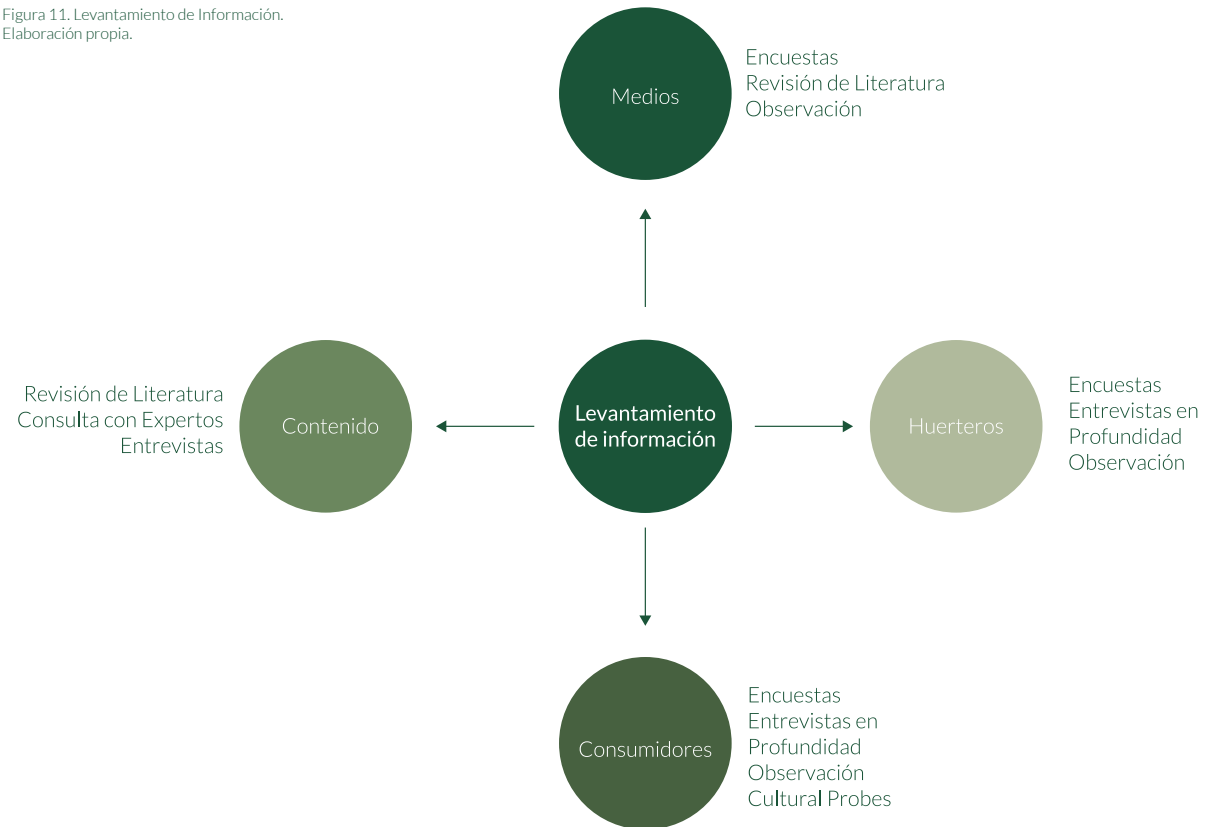 Figura 11. Levantamiento de Información.
Elaboración propia.
Medios
Encuestas
Revisión de Literatura
Observación
Revisión de Literatura
Consulta con Expertos
Entrevistas
Contenido
Levantamiento
de información
Huerteros
Encuestas
Entrevistas en
Profundidad
Observación
Consumidores
Encuestas
Entrevistas en
Profundidad
Observación
Cultural Probes